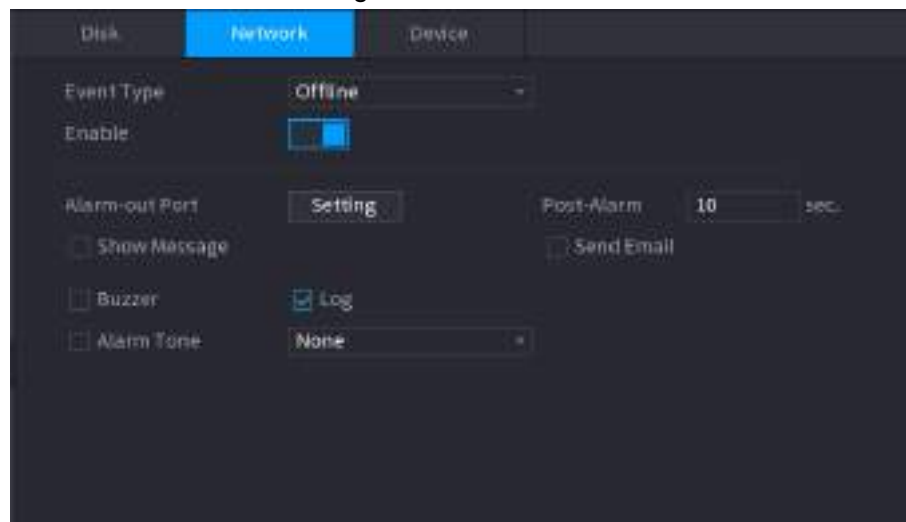 Disk Network Device
Event Type Offline
Enable
Alarm-out Port Setting Post-Alarm 10 sec.
Show Message Send Email
Buzzer Log
Alarm Tone None